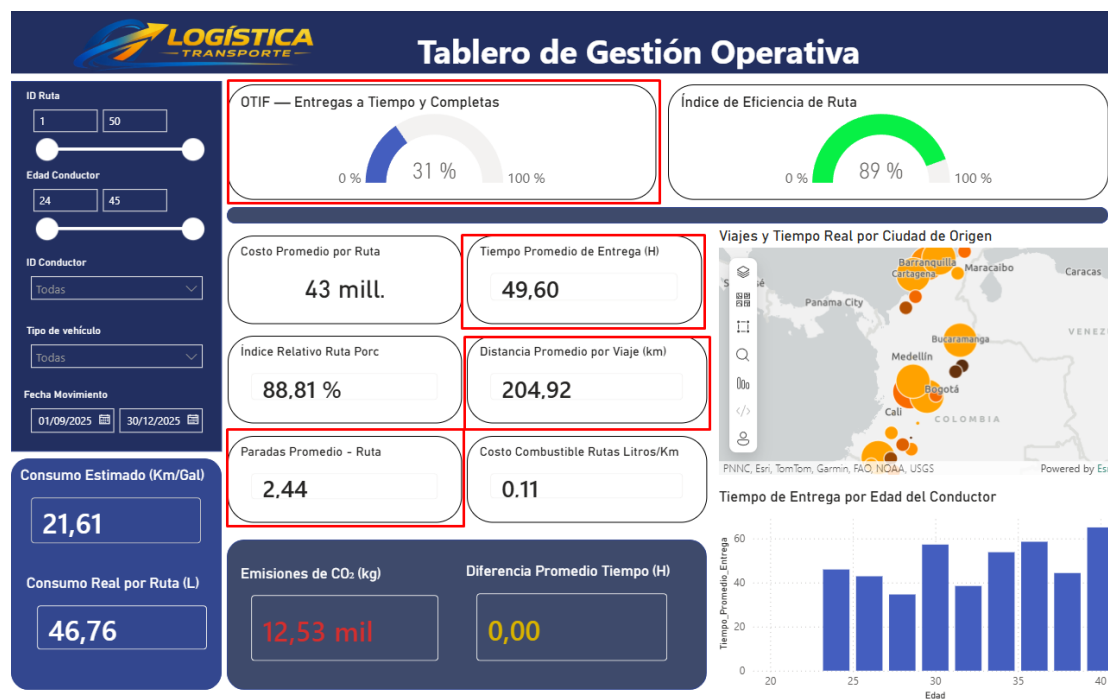 LOGÍSTICA
TRANSPORTE
Tablero de Gestión Operativa
ID Ruta
1 50
Edad Conductor
24 45
ID Conductor
Todas
Tipo de vehículo
Todas
Fecha Movimiento
01/09/2025 30/12/2025
Consumo Estimado (Km/Gal)
21,61
Consumo Real por Ruta (L)
46,76
OTIF — Entregas a Tiempo y Completas
0 % 31 % 100 %
Índice de Eficiencia de Ruta
0 % 89 % 100 %
Costo Promedio por Ruta
43 mill.
Tiempo Promedio de Entrega (H)
49,60
Índice Relativo Ruta Porc
88,81 %
Distancia Promedio por Viaje (km)
204,92
Paradas Promedio - Ruta
2,44
Costo Combustible Rutas Litros/Km
0.11
Emisiones de CO₂ (kg)
12,53 mil
Diferencia Promedio Tiempo (H)
0,00
Viajes y Tiempo Real por Ciudad de Origen
Barranquilla
Cartagena
Maracaibo
Caracas
Panama City
VENEZ
Bucaramanga
Medellín
Bogotá
Cali
COLOMBIA
PNNC, Esri, TomTom, Garmin, FAO, NOAA, USGS Powered by Esr
Tiempo de Entrega por Edad del Conductor
Tiempo_Promedio_Entrega
60
40
20
0
20 25 30 35 40
Edad